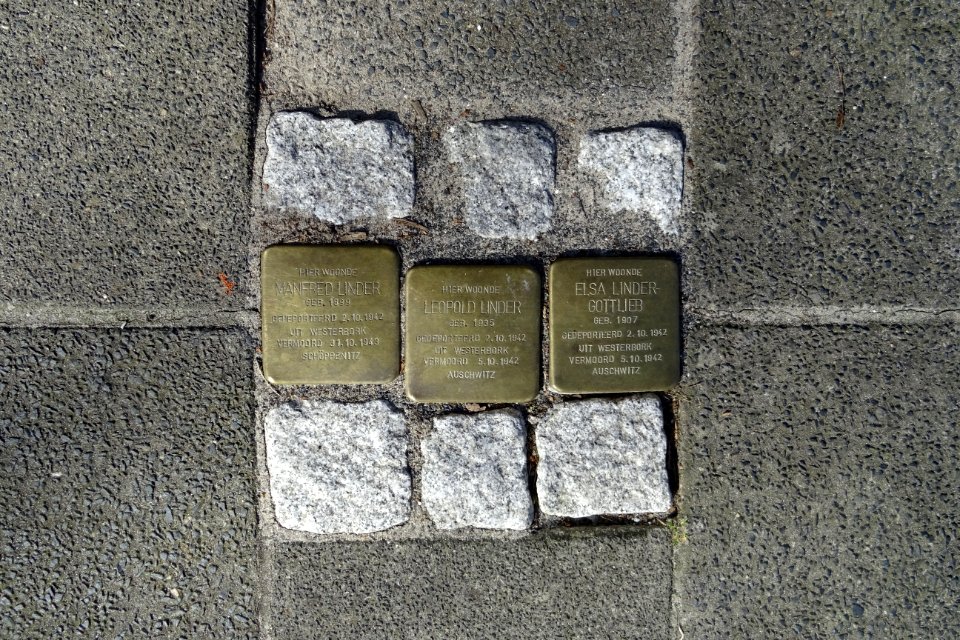 HIER WOONDE
MANFRED LINDER
GEB. 1899
GEDEPORTEERD 2.10.1942
UIT WESTERBORK
VERMOORD 31.10.1943
SCHOPPENITZ
HIER WOONDE
LEOPOLD LINDER
GEB. 1935
GEDEPORTEERD 2.10.1942
UIT WESTERBORK
VERMOORD 5.10.1942
AUSCHWITZ
HIER WOONDE
ELSA LINDER-
GOTTLIEB
GEB. 1907
GEDEPORTEERD 2.10.1942
UIT WESTERBORK
VERMOORD 5.10.1942
AUSCHWITZ